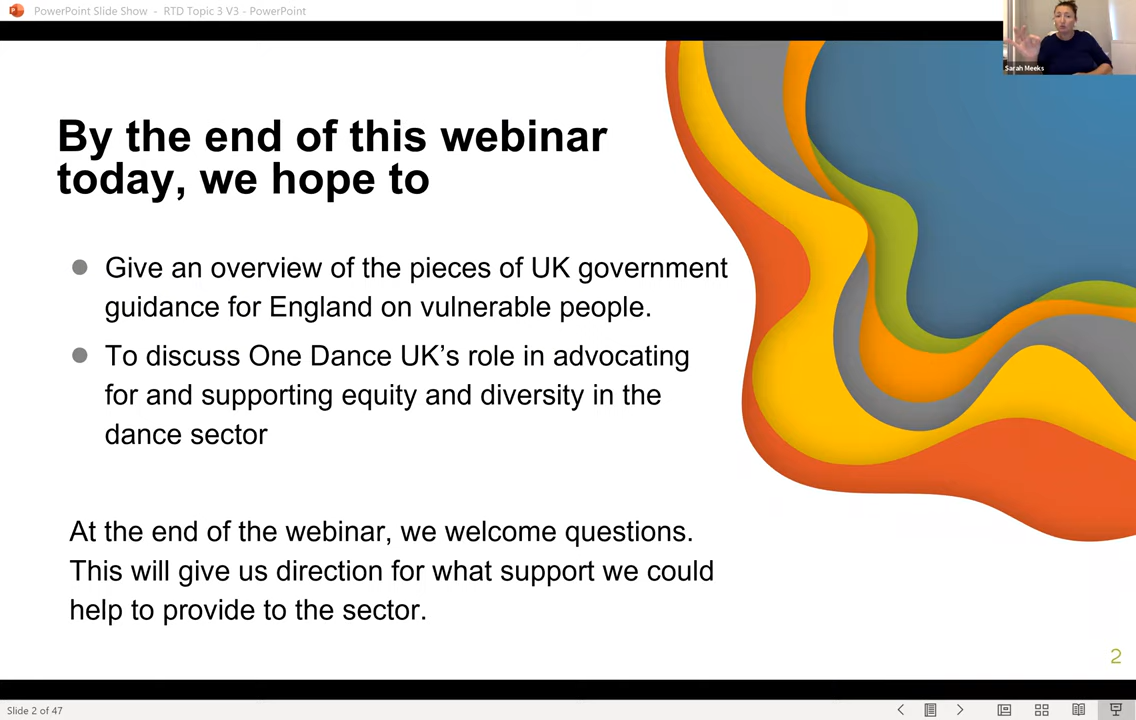 PowerPoint Slide Show - RTD Topic 3 V3 - PowerPoint
Sarah Meeks
By the end of this webinar
today, we hope to
Give an overview of the pieces of UK government
guidance for England on vulnerable people.
To discuss One Dance UK’s role in advocating
for and supporting equity and diversity in the
dance sector
At the end of the webinar, we welcome questions.
This will give us direction for what support we could
help to provide to the sector.
2
Slide 2 of 47